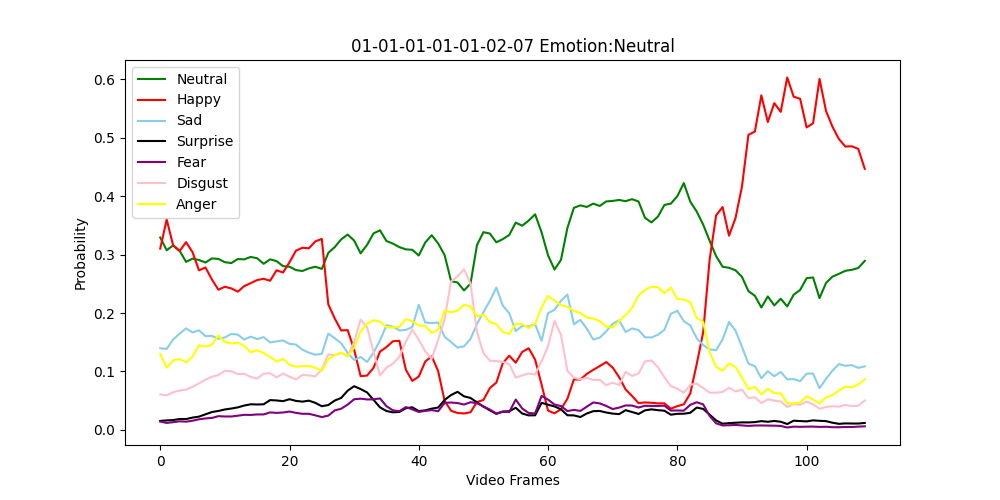 01-01-01-01-01-02-07 Emotion:Neutral
Neutral
Happy
Sad
Surprise
Fear
Disgust
Anger
Probability
0.6
0.5
0.4
0.3
0.2
0.1
0.0
0 20 40 60 80 100
Video Frames